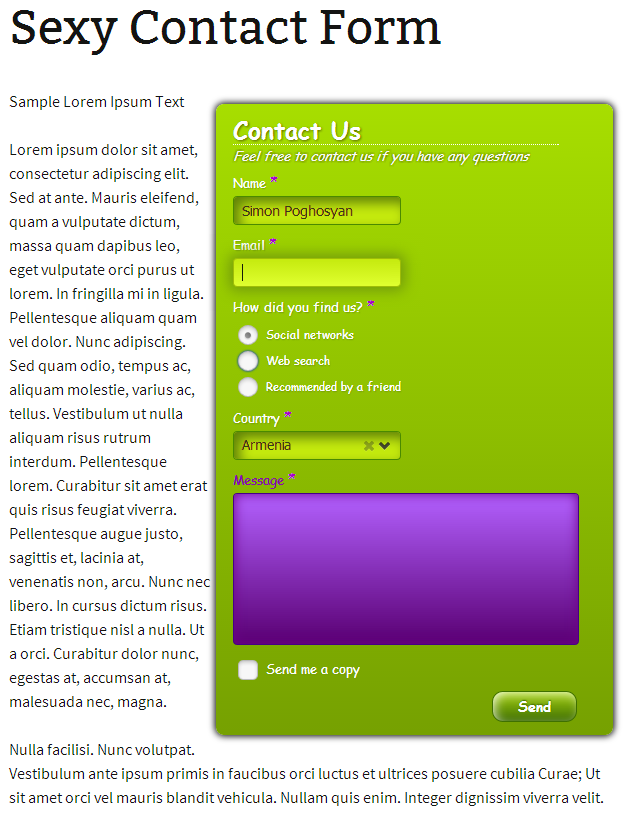 Sexy Contact Form
Sample Lorem Ipsum Text
Lorem ipsum dolor sit amet,
consectetur adipiscing elit.
Sed at ante. Mauris eleifend,
quam a vulputate dictum,
massa quam dapibus leo,
eget vulputate orci purus ut
lorem. In fringilla mi in ligula.
Pellentesque aliquam quam
vel dolor. Nunc adipiscing.
Sed quam odio, tempus ac,
aliquam molestie, varius ac,
tellus. Vestibulum ut nulla
aliquam risus rutrum
interdum. Pellentesque
lorem. Curabitur sit amet erat
quis risus feugiat viverra.
Pellentesque augue justo,
sagittis et, lacinia at,
venenatis non, arcu. Nunc nec
libero. In cursus dictum risus.
Etiam tristique nisl a nulla. Ut
a orci. Curabitur dolor nunc,
egestas at, accumsan at,
malesuada nec, magna.
Contact Us
Feel free to contact us if you have any questions
Name *
Simon Poghosyan
Email *
How did you find us? *
Social networks
Web search
Recommended by a friend
Country *
Armenia
Message *
Send me a copy
Send
Nulla facilisi. Nunc volutpat.
Vestibulum ante ipsum primis in faucibus orci luctus et ultrices posuere cubilia Curae; Ut
sit amet orci vel mauris blandit vehicula. Nullam quis enim. Integer dignissim viverra velit.